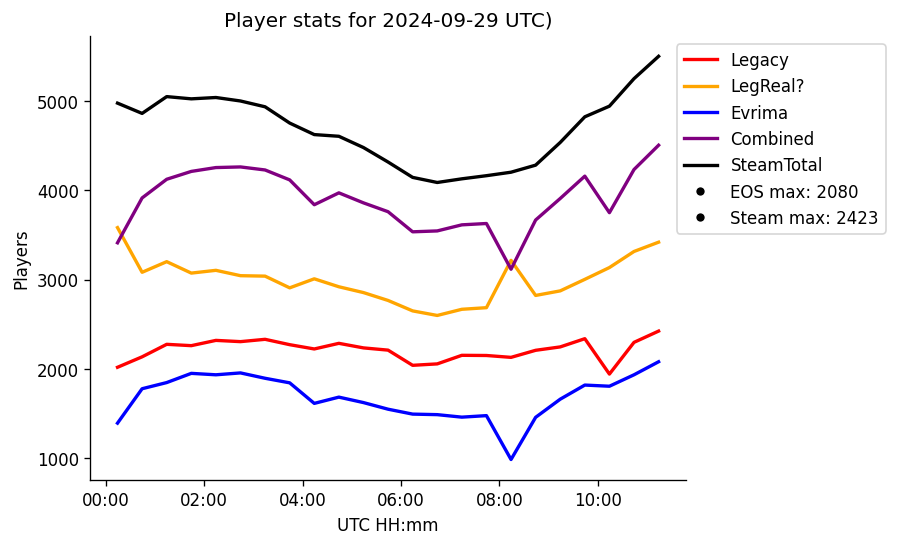 Player stats for 2024-09-29 UTC)
Legacy
LegReal?
Evrima
Combined
SteamTotal
EOS max: 2080
Steam max: 2423
Players
5000
4000
3000
2000
1000
00:00 02:00 04:00 06:00 08:00 10:00
UTC HH:mm